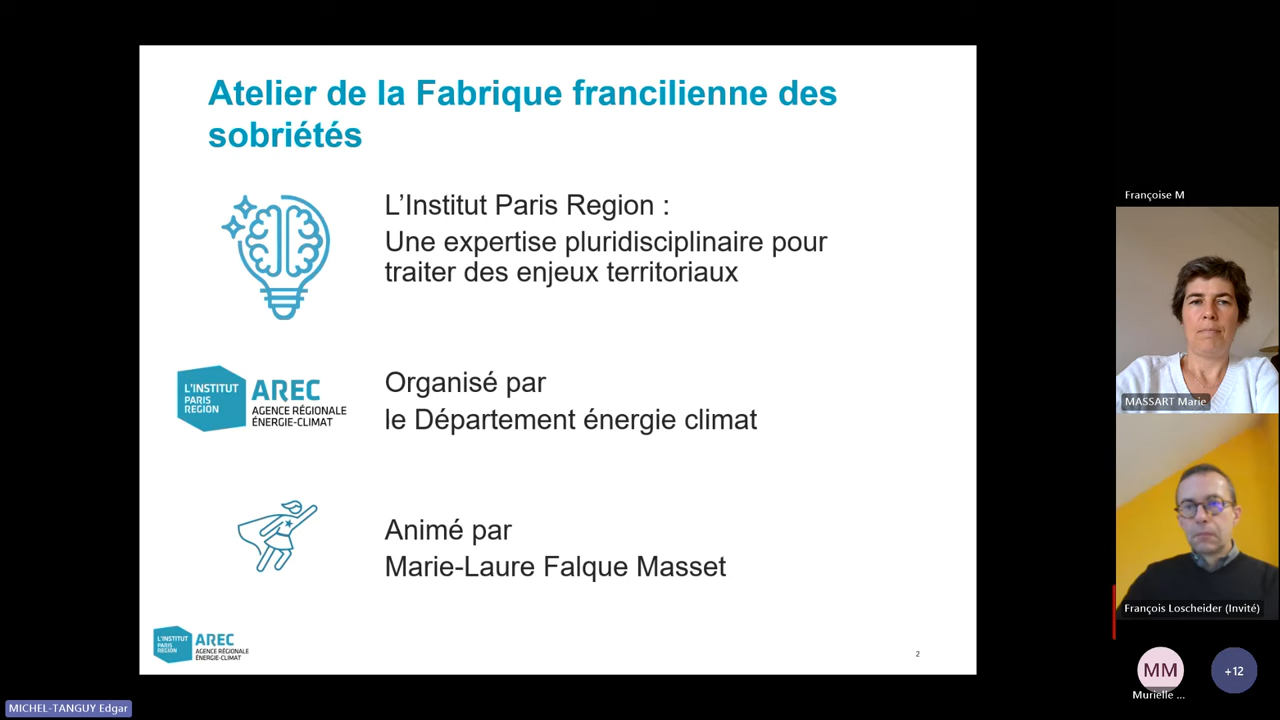 Atelier de la Fabrique francilienne des
sobriétés
L’Institut Paris Region :
Une expertise pluridisciplinaire pour
traiter des enjeux territoriaux
L'INSTITUT
PARIS
REGION
AREC
AGENCE RÉGIONALE
ÉNERGIE-CLIMAT
Organisé par
le Département énergie climat
Animé par
Marie-Laure Falque Masset
L'INSTITUT
PARIS
REGION
AREC
AGENCE RÉGIONALE
ÉNERGIE-CLIMAT
2
Françoise M
MASSART Marie
François Loscheider (Invité)
MM
+12
Murielle ...
MICHEL-TANGUY Edgar